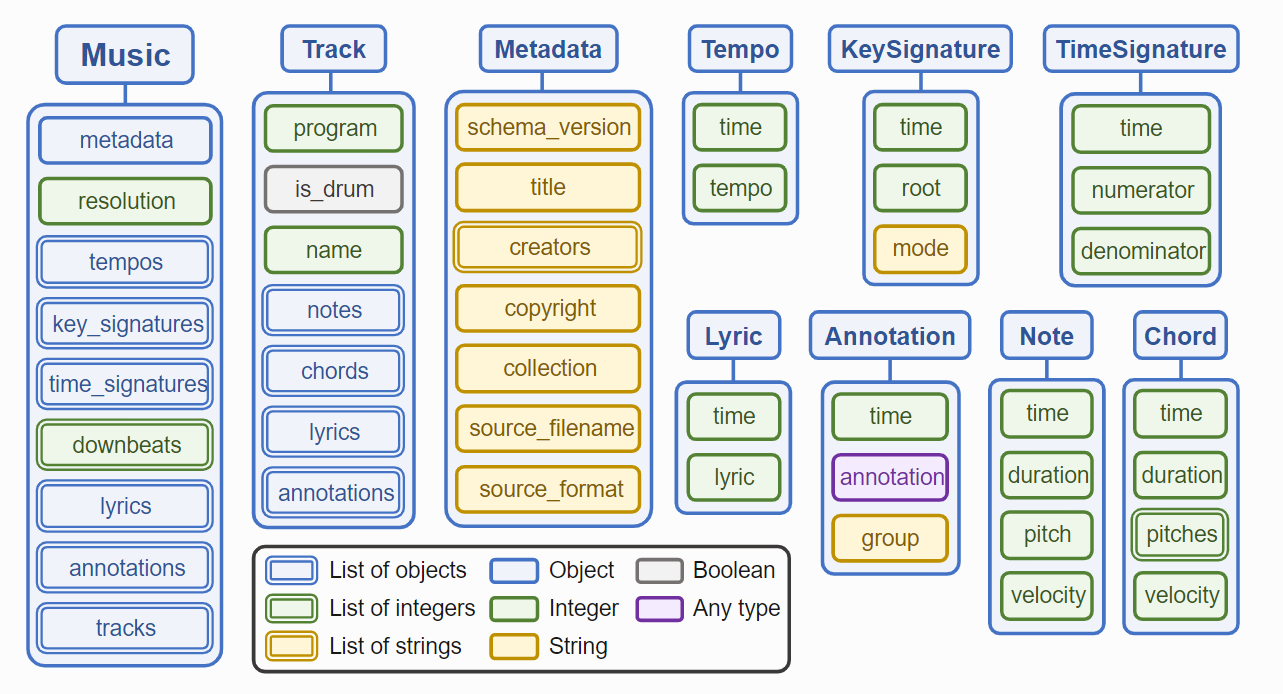 Music
metadata
resolution
tempos
key_signatures
time_signatures
downbeats
lyrics
annotations
tracks
Track
program
is_drum
name
notes
chords
lyrics
annotations
Metadata
schema_version
title
creators
copyright
collection
source_filename
source_format
Tempo
time
tempo
KeySignature
time
root
mode
TimeSignature
time
numerator
denominator
Lyric
time
lyric
Annotation
time
annotation
group
Note
time
duration
pitch
velocity
Chord
time
duration
pitches
velocity
List of objects
Object
Boolean
List of integers
Integer
Any type
List of strings
String